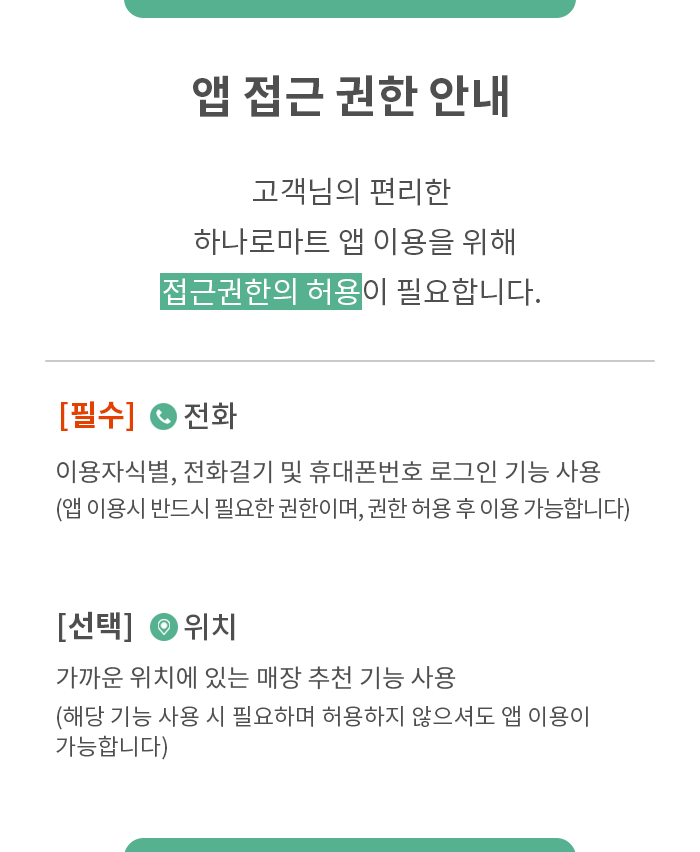 앱 접근 권한 안내
고객님의 편리한
하나로마트 앱 이용을 위해
접근권한의 허용이 필요합니다.
[필수] 전화
이용자식별, 전화걸기 및 휴대폰번호 로그인 기능 사용
(앱 이용시 반드시 필요한 권한이며, 권한 허용 후 이용 가능합니다)
[선택] 위치
가까운 위치에 있는 매장 추천 기능 사용
(해당 기능 사용 시 필요하며 허용하지 않으셔도 앱 이용이
가능합니다)